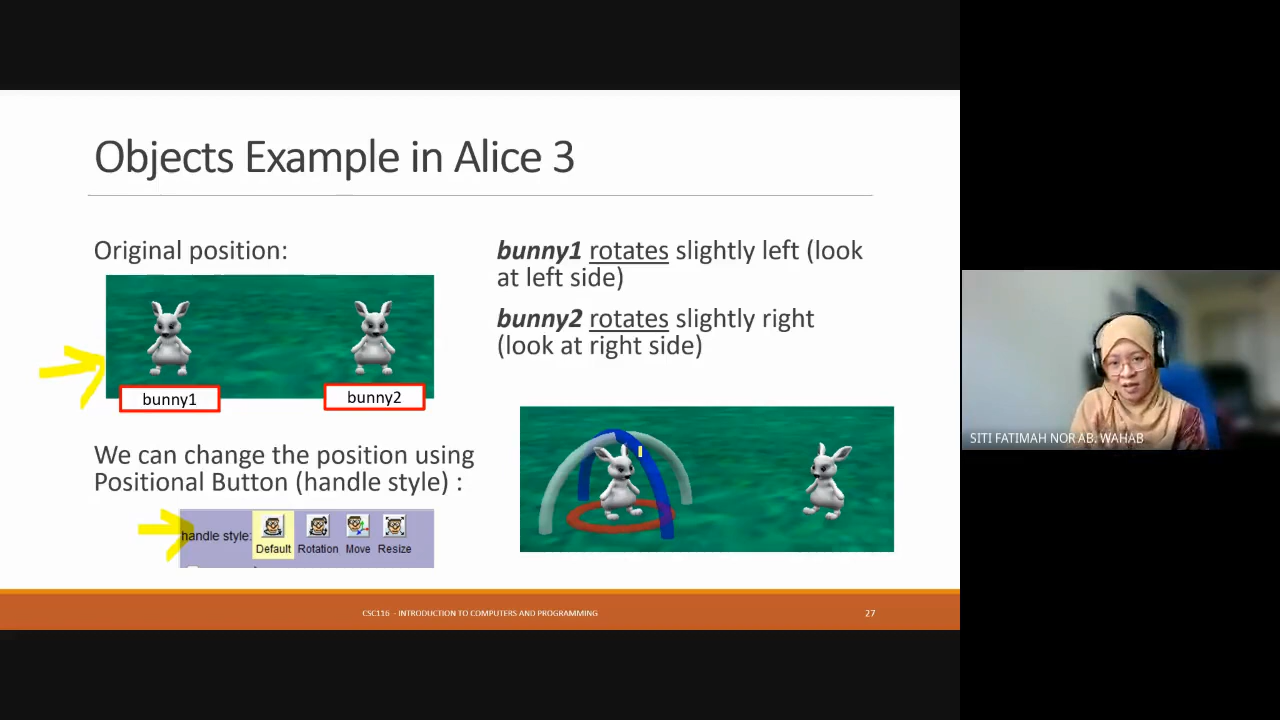 Objects Example in Alice 3
Original position:
bunny1
bunny2
We can change the position using
Positional Button (handle style) :
handle style:
Default
Rotation
Move
Resize
bunny1 rotates slightly left (look
at left side)
bunny2 rotates slightly right
(look at right side)
CSC116 - INTRODUCTION TO COMPUTERS AND PROGRAMMING
27
SITI FATIMAH NOR AB. WAHAB